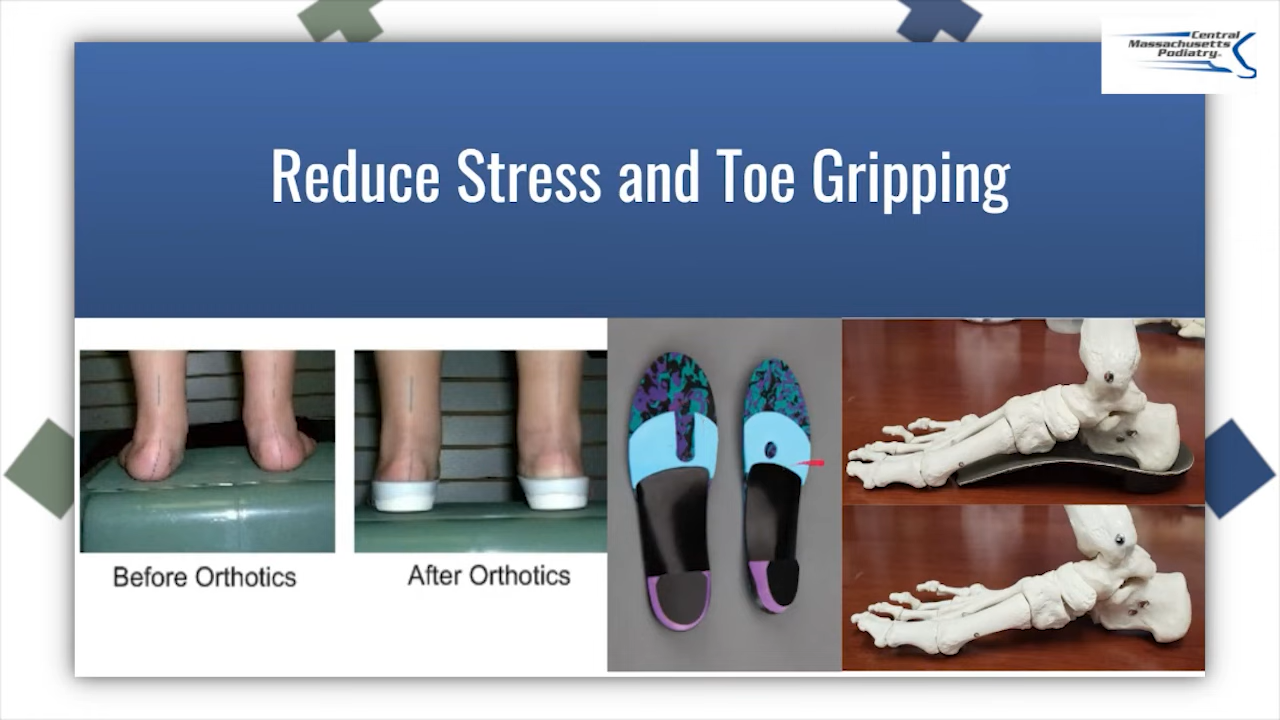 Central
Massachusetts
Podiatry
Reduce Stress and Toe Gripping
Before Orthotics
After Orthotics